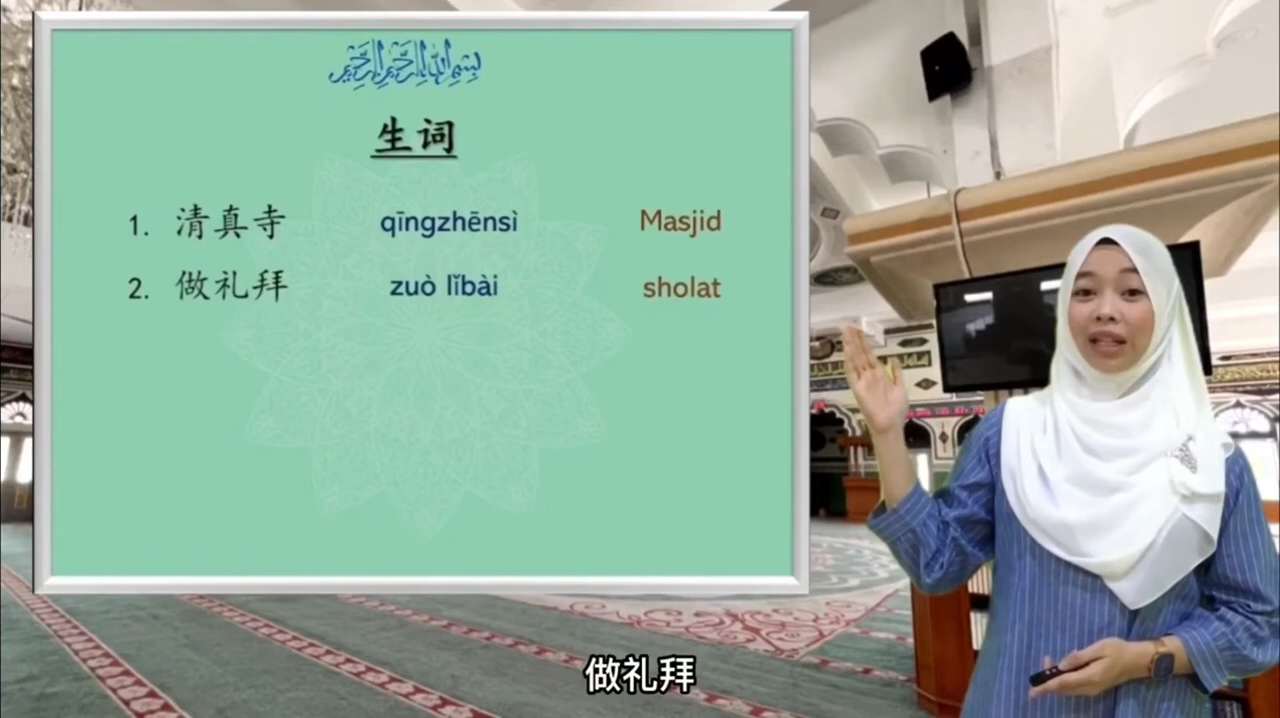 بسم الله الرحمن الرحيم
生词
1. 清真寺 qīngzhēnsì Masjid
2. 做礼拜 zuò lǐbài sholat
做礼拜